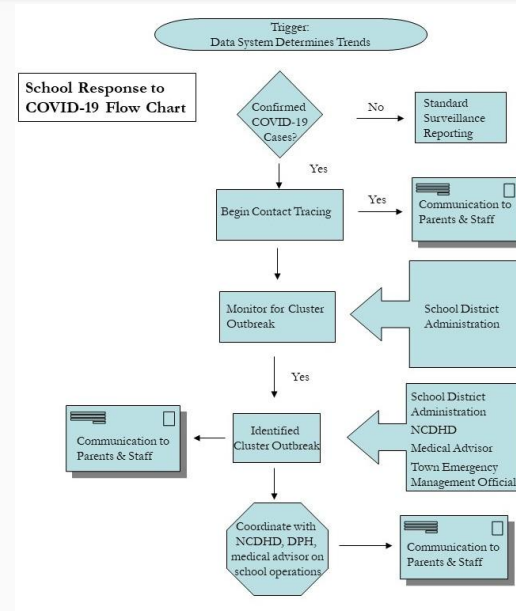 Trigger:
Data System Determines Trends
School Response to
COVID-19 Flow Chart
Confirmed
COVID-19
Cases?
No
Standard
Surveillance
Reporting
Yes
Begin Contact Tracing
Yes
Communication to
Parents & Staff
Monitor for Cluster
Outbreak
School District
Administration
Yes
School District
Administration
NCDHD
Medical Advisor
Town Emergency
Management Official
Identified
Cluster Outbreak
Communication to
Parents & Staff
Coordinate with
NCDHD, DPH,
medical advisor on
school operations
Communication to
Parents & Staff